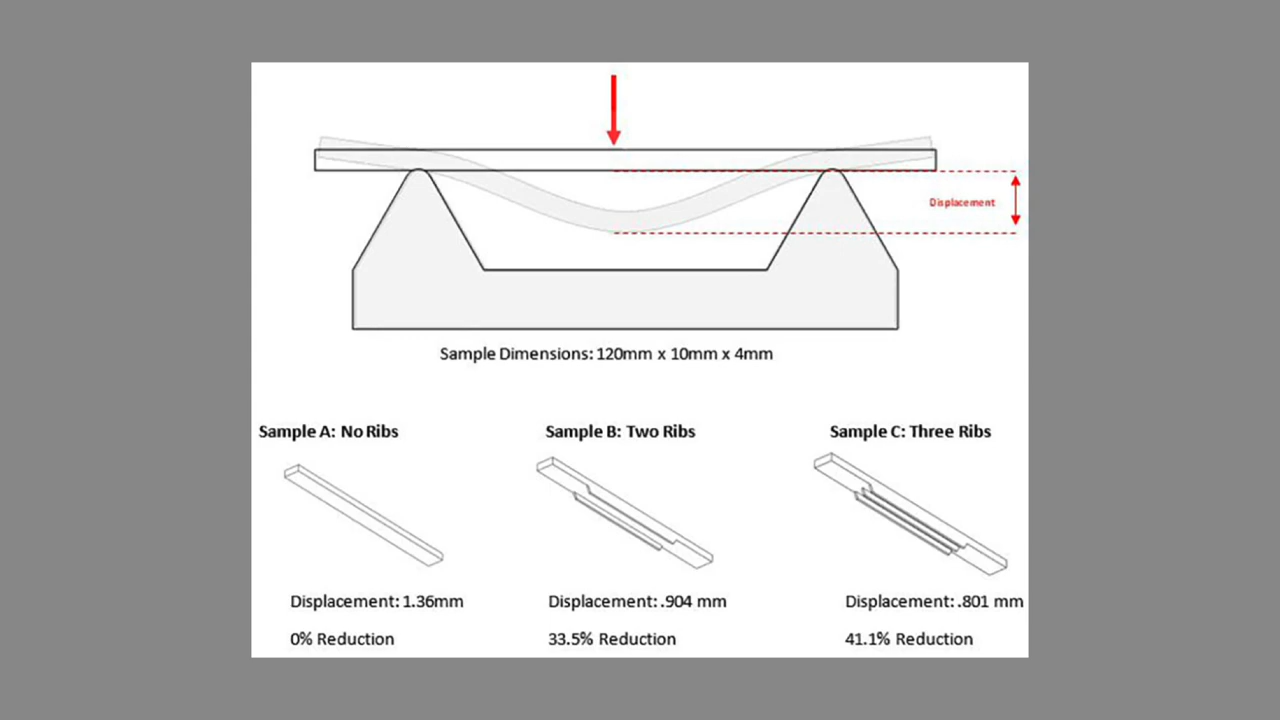 Displacement
Sample Dimensions: 120mm x 10mm x 4mm
Sample A: No Ribs
Sample B: Two Ribs
Sample C: Three Ribs
Displacement: 1.36mm
Displacement: .904 mm
Displacement: .801 mm
0% Reduction
33.5% Reduction
41.1% Reduction